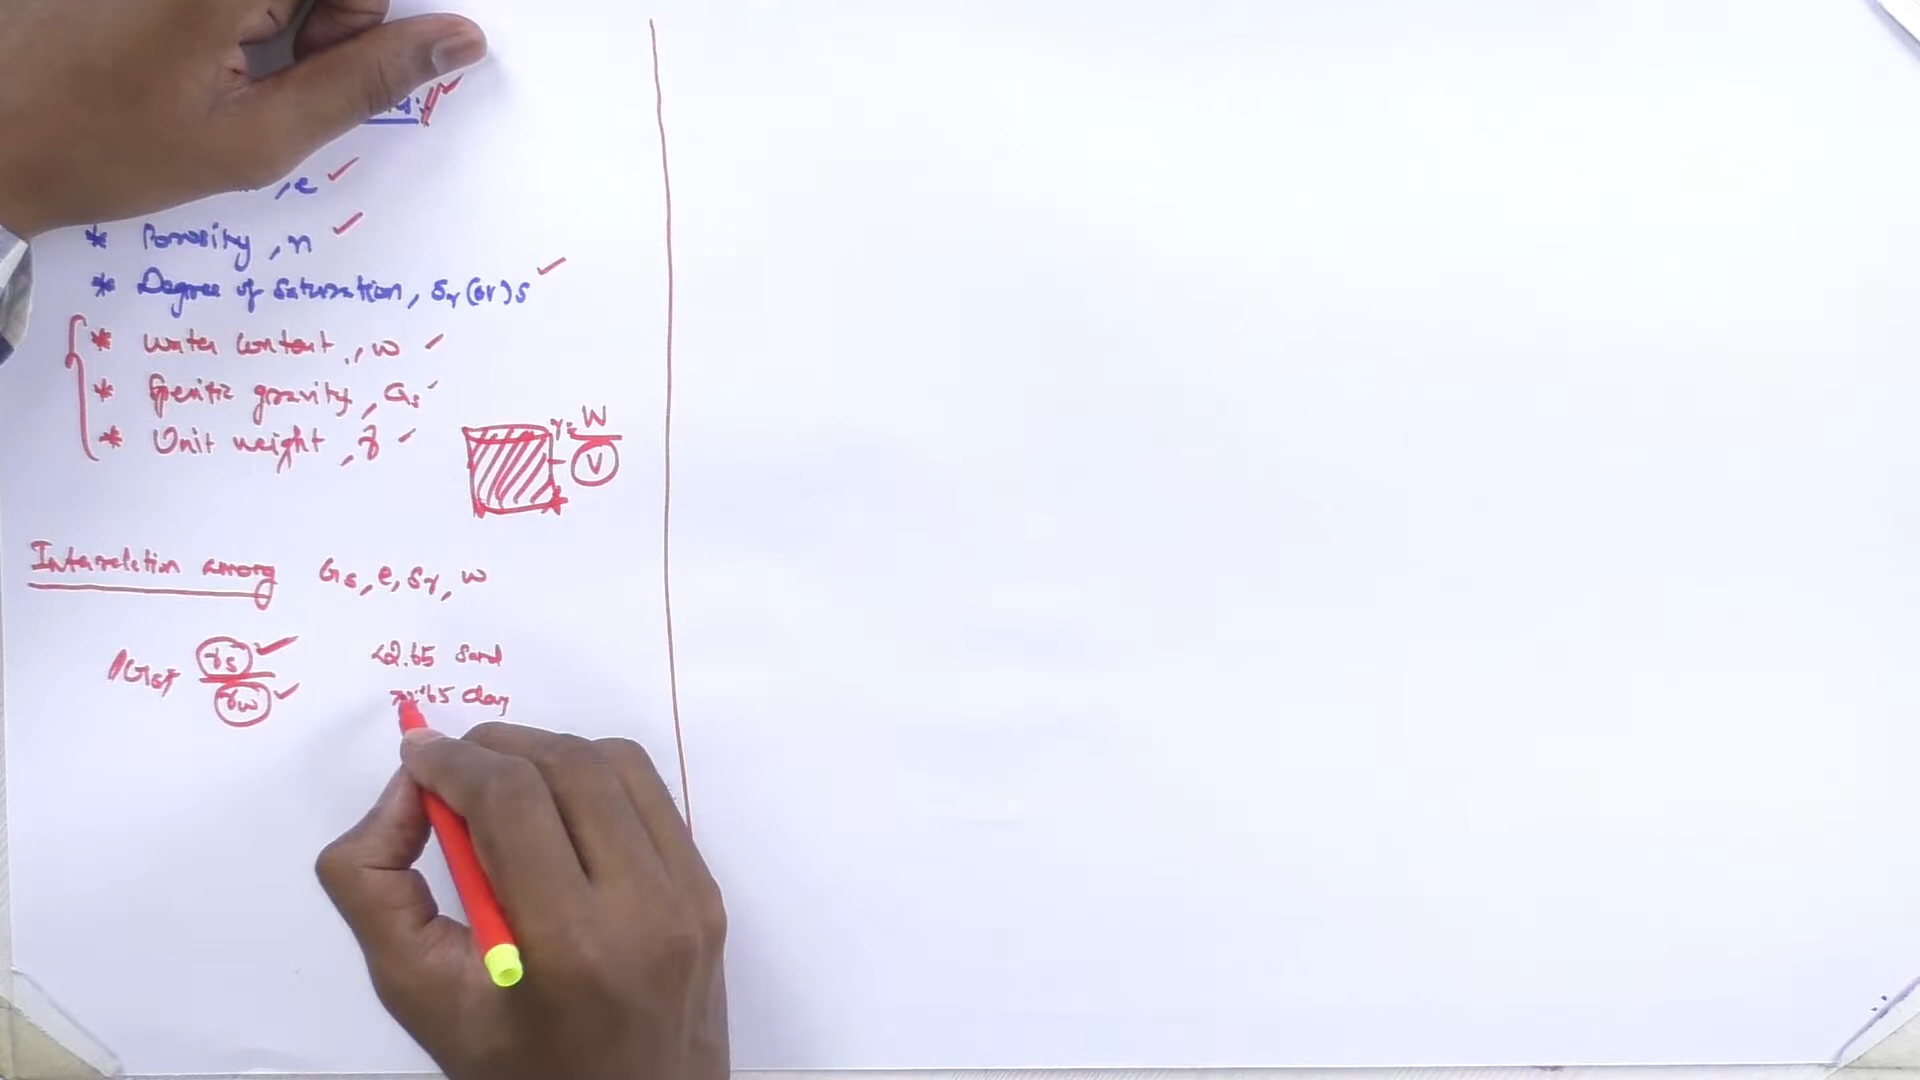 , e
* Porosity, n
* Degree of saturation, Sr (or) S
* Water content, w
* Specific gravity, Gs
* Unit weight, γ
γ = W
V
Interrelation among Gs, e, Sr, w
Gs = γs
γw
<2.65 sand
>2.65 clay